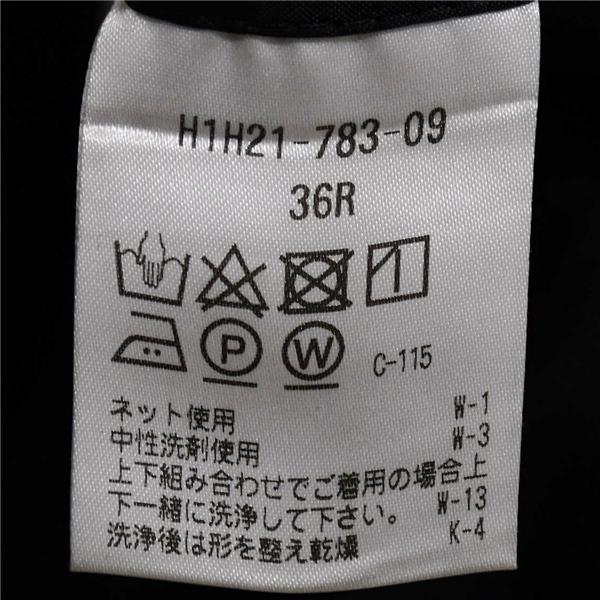 H1H21-783-09
36R
P W C-115
ネット使用 W-1
中性洗剤使用 W-3
上下組み合わせでご着用の場合上
下一緒に洗浄して下さい。 W-13
洗浄後は形を整え乾燥 K-4